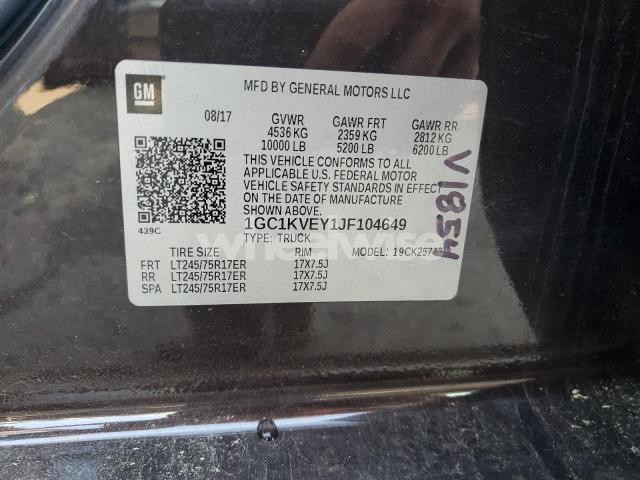 GM
MFD BY GENERAL MOTORS LLC
08/17 GVWR GAWR FRT GAWR RR
4536 KG 2359 KG 2812 KG
10000 LB 5200 LB 6200 LB
THIS VEHICLE CONFORMS TO ALL
APPLICABLE U.S. FEDERAL MOTOR
VEHICLE SAFETY STANDARDS IN EFFECT
ON THE DATE OF MANUFACTURE
SHOWN ABOVE.
439C
1GC1KVEY1JF104649
TYPE: TRUCK MODEL: 19CK25743
TIRE SIZE RIM
FRT LT245/75R17ER 17X7.5J
RR LT245/75R17ER 17X7.5J
SPA LT245/75R17ER 17X7.5J
V1854